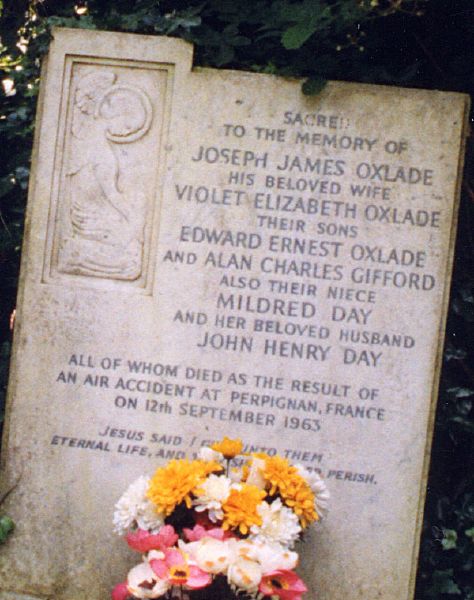 SACRED
TO THE MEMORY OF
JOSEPH JAMES OXLADE
HIS BELOVED WIFE
VIOLET ELIZABETH OXLADE
THEIR SONS
EDWARD ERNEST OXLADE
AND ALAN CHARLES GIFFORD
ALSO THEIR NIECE
MILDRED DAY
AND HER BELOVED HUSBAND
JOHN HENRY DAY
ALL OF WHOM DIED AS THE RESULT OF
AN AIR ACCIDENT AT PERPIGNAN, FRANCE
ON 12th SEPTEMBER 1963
JESUS SAID I UNTO THEM
ETERNAL LIFE, AND PERISH.